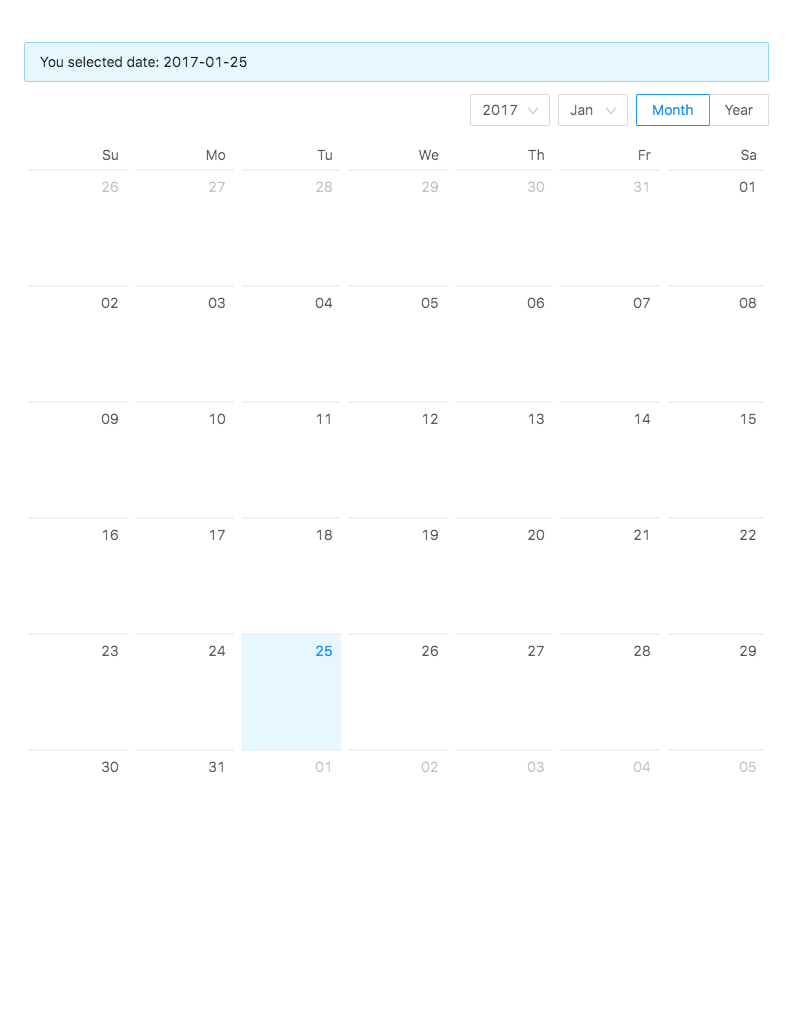 You selected date: 2017-01-25
2017 Jan Month Year
Su Mo Tu We Th Fr Sa
26 27 28 29 30 31 01
02 03 04 05 06 07 08
09 10 11 12 13 14 15
16 17 18 19 20 21 22
23 24 25 26 27 28 29
30 31 01 02 03 04 05